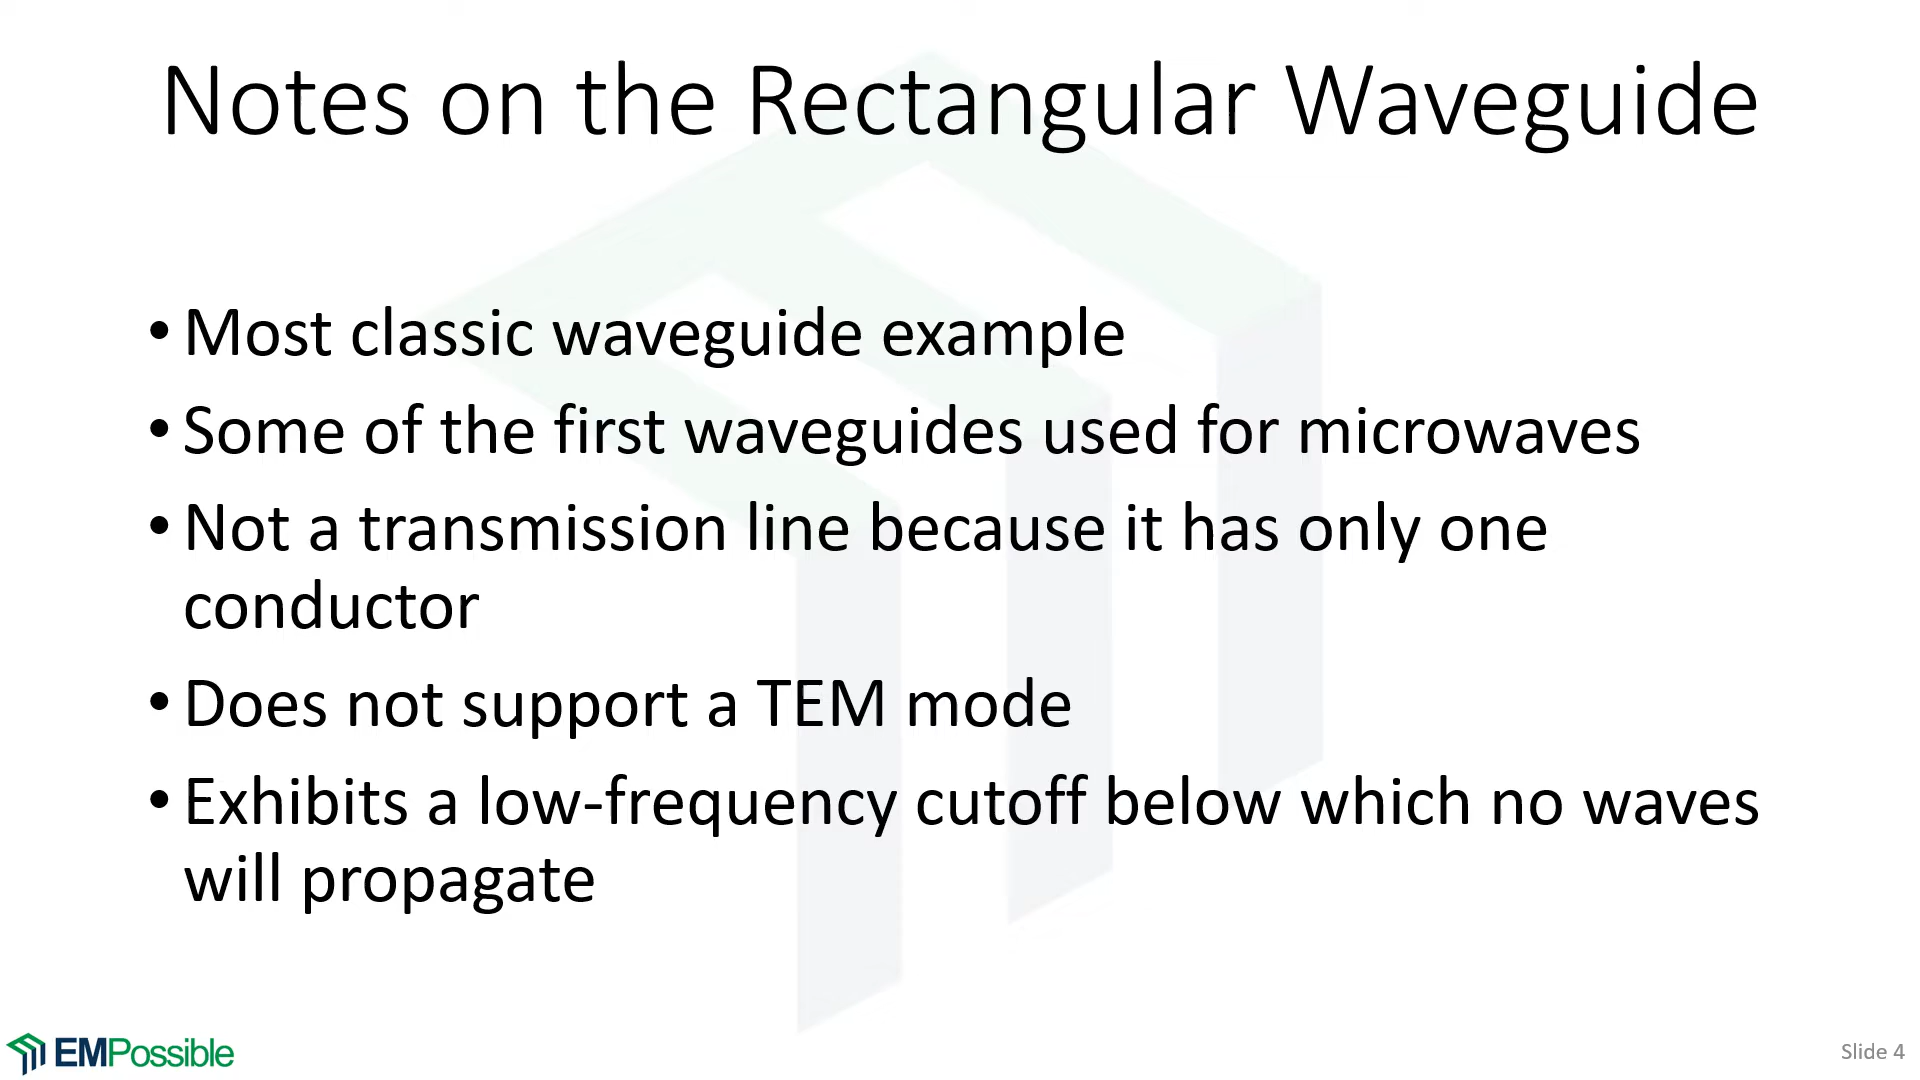 Notes on the Rectangular Waveguide
• Most classic waveguide example
• Some of the first waveguides used for microwaves
• Not a transmission line because it has only one
conductor
• Does not support a TEM mode
• Exhibits a low-frequency cutoff below which no waves
will propagate
EMPossible
Slide 4